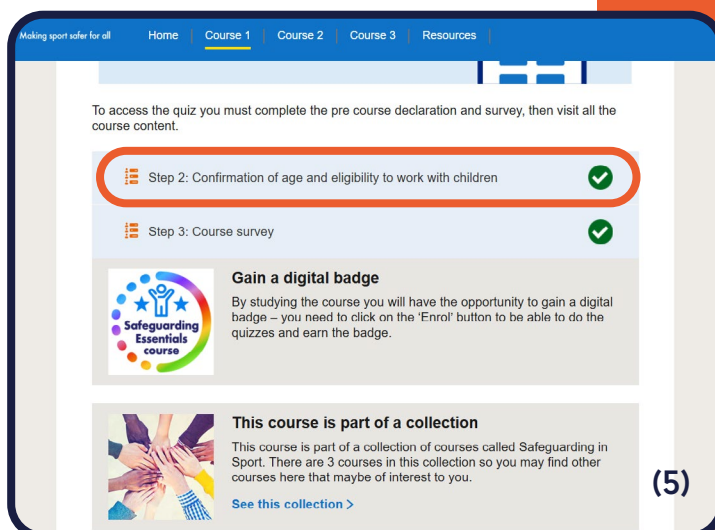 Making sport safer for all
Home Course 1 Course 2 Course 3 Resources
To access the quiz you must complete the pre course declaration and survey, then visit all the
course content.
Step 2: Confirmation of age and eligibility to work with children
Step 3: Course survey
Safeguarding
Essentials
course
Gain a digital badge
By studying the course you will have the opportunity to gain a digital
badge – you need to click on the ‘Enrol’ button to be able to do the
quizzes and earn the badge.
This course is part of a collection
This course is part of a collection of courses called Safeguarding in
Sport. There are 3 courses in this collection so you may find other
courses here that maybe of interest to you.
See this collection >
(5)